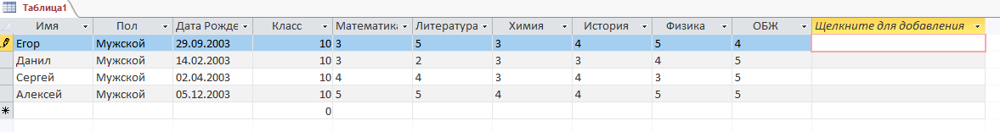 Таблица1
Имя Пол Дата Рожде Класс Математика Литература Химия История Физика ОБЖ Щелкните для добавления
Егор Мужской 29.09.2003 10 3 5 3 4 5 4
Данил Мужской 14.02.2003 10 3 2 3 3 4 5
Сергей Мужской 02.04.2003 10 4 4 3 4 3 5
Алексей Мужской 05.12.2003 10 5 5 4 4 5 5
0